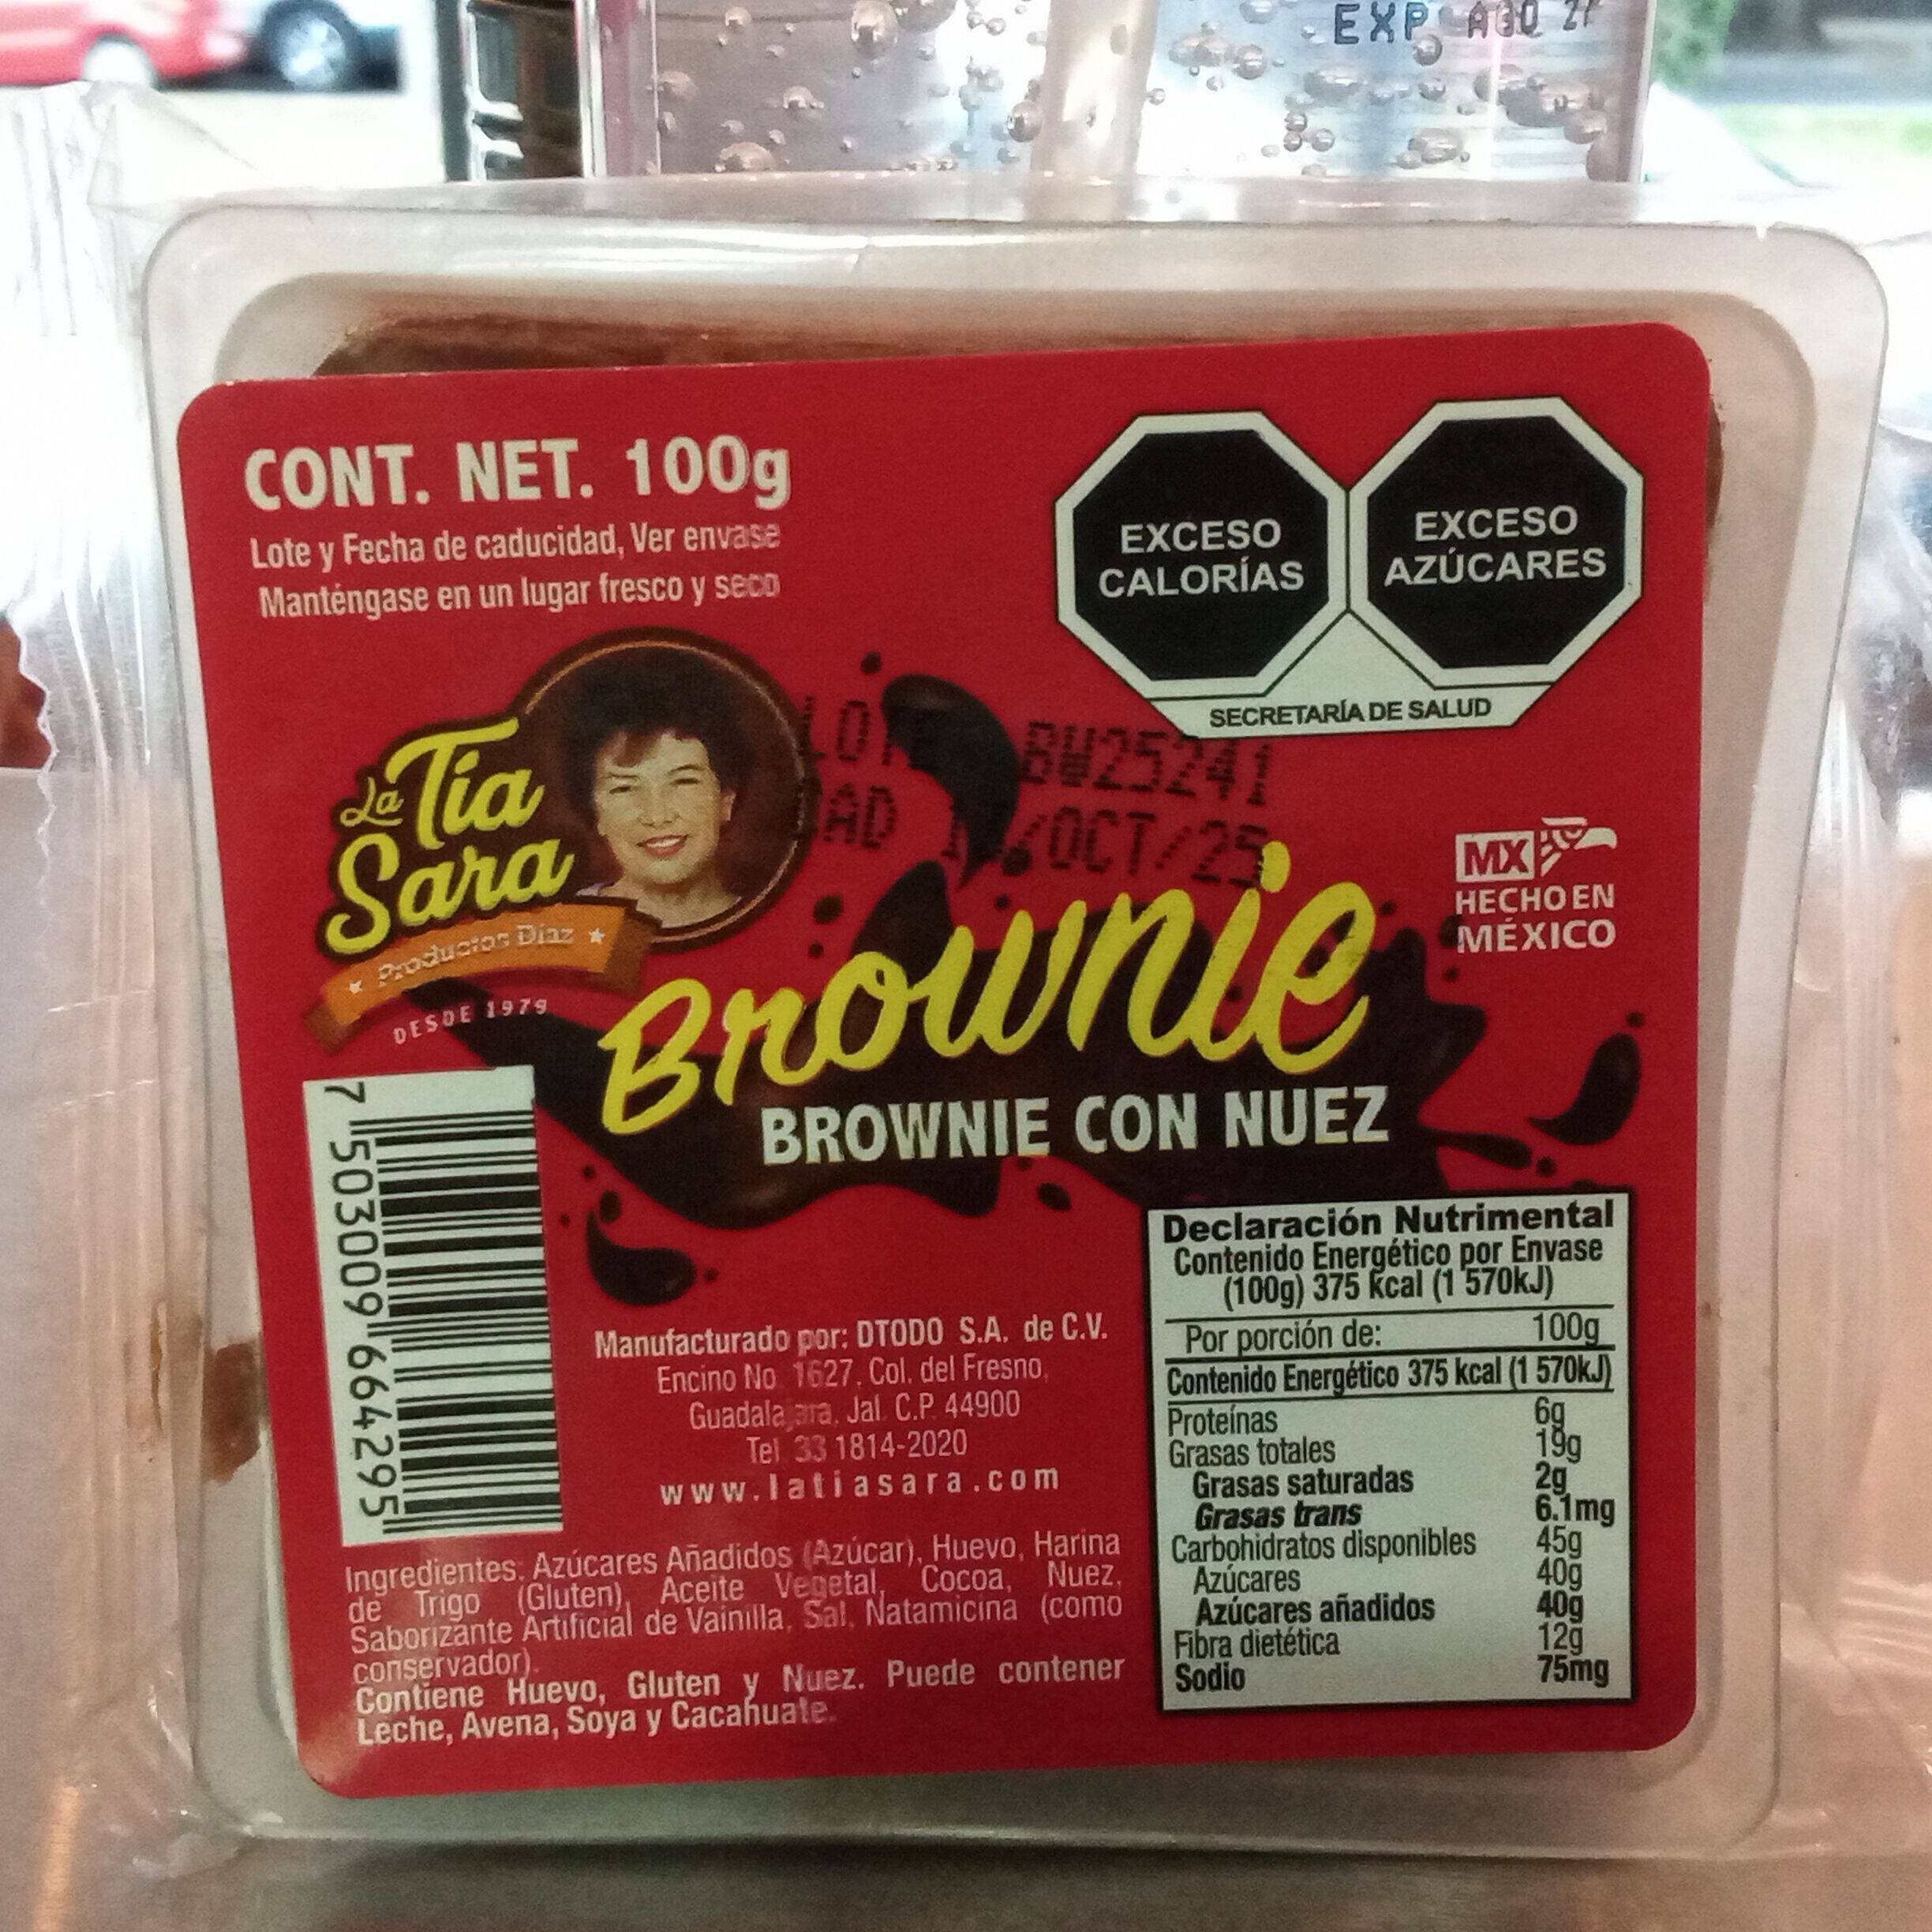 EXP AGO 27
CONT. NET. 100g
Lote y Fecha de caducidad, Ver envase
Manténgase en un lugar fresco y seco
EXCESO
CALORÍAS
EXCESO
AZÚCARES
SECRETARÍA DE SALUD
BW25241
/OCT/25
La Tía
Sara
Productos Díaz
DESDE 1979
MX
HECHO EN
MÉXICO
Brownie
BROWNIE CON NUEZ
7 503009 664295
Manufacturado por: DTODO S.A. de C.V.
Encino No. 1627, Col. del Fresno,
Guadalajara, Jal. C.P. 44900
Tel. 33 1814-2020
www.latiasara.com
Ingredientes: Azúcares Añadidos (Azúcar), Huevo, Harina
de Trigo (Gluten), Aceite Vegetal, Cocoa, Nuez,
Saborizante Artificial de Vainilla, Sal, Natamicina (como
conservador).
Contiene Huevo, Gluten y Nuez. Puede contener
Leche, Avena, Soya y Cacahuate.
Declaración Nutrimental
Contenido Energético por Envase
(100g) 375 kcal (1 570kJ)
Por porción de: 100g
Contenido Energético 375 kcal (1 570kJ)
Proteínas 6g
Grasas totales 19g
Grasas saturadas 2g
Grasas trans 6.1mg
Carbohidratos disponibles 45g
Azúcares 40g
Azúcares añadidos 40g
Fibra dietética 12g
Sodio 75mg